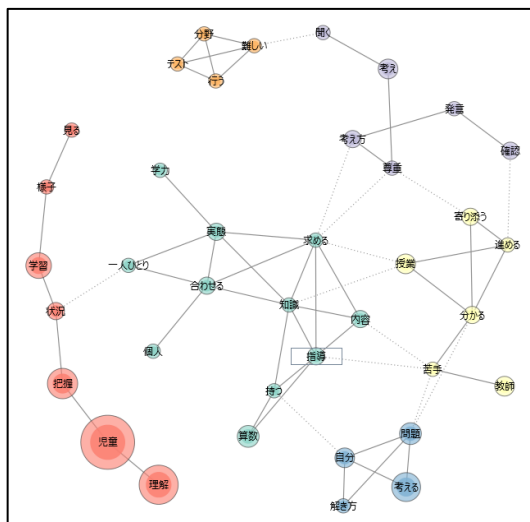 聞く
分野
難しい
テスト
行う
考え
発言
確認
考え方
尊重
見る
様子
学力
寄り添う
進める
実態
求める
一人ひとり
学習
授業
合わせる
知識
内容
分かる
状況
個人
指導
苦手
把握
持つ
教師
児童
算数
問題
自分
理解
考える
解き方